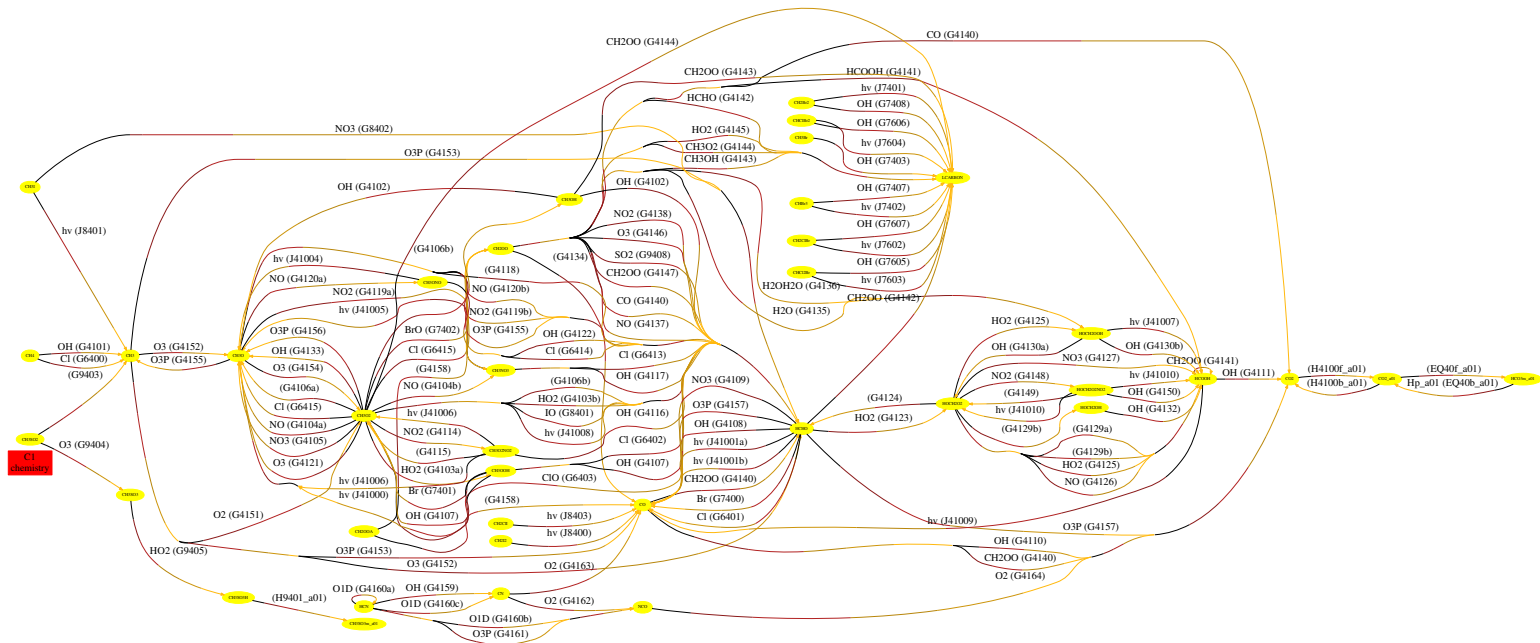 CH2OO (G4144)
CO (G4140)
CH2OO (G4143)
HCOOH (G4141)
HCHO (G4142)
hv (J7401)
OH (G7408)
OH (G7606)
hv (J7604)
OH (G7403)
NO3 (G8402)
HO2 (G4145)
CH3O2 (G4144)
CH3OH (G4143)
O3P (G4153)
LCARBON
OH (G4102)
OH (G4102)
OH (G7407)
hv (J7402)
OH (G7607)
hv (J7602)
OH (G7605)
hv (J7603)
hv (J8401)
NO2 (G4138)
O3 (G4146)
SO2 (G9408)
CH2OO (G4147)
CO (G4140)
NO (G4137)
(G4106b)
(G4118)
(G4134)
hv (J41004)
NO (G4120a)
NO2 (G4119a)
hv (J41005)
NO (G4120b)
NO2 (G4119b)
O3P (G4155)
H2OH2O (G4136)
H2O (G4135)
CH2OO (G4142)
OH (G4101)
Cl (G6400)
(G9403)
O3 (G4152)
O3P (G4155)
O3P (G4156)
OH (G4133)
O3 (G4154)
(G4106a)
Cl (G6415)
NO (G4104a)
NO3 (G4105)
O3 (G4121)
BrO (G7402)
Cl (G6415)
(G4158)
NO (G4104b)
OH (G4122)
Cl (G6414)
Cl (G6413)
OH (G4117)
(G4106b)
HO2 (G4103b)
IO (G8401)
hv (J41008)
OH (G4116)
hv (J41006)
NO2 (G4114)
(G4115)
HO2 (G4103a)
Br (G7401)
OH (G4107)
Cl (G6402)
OH (G4107)
ClO (G6403)
(G4158)
hv (J41006)
hv (J41000)
NO3 (G4109)
O3P (G4157)
OH (G4108)
hv (J41001a)
hv (J41001b)
CH2OO (G4140)
Br (G7400)
Cl (G6401)
HO2 (G4125)
OH (G4130a)
NO3 (G4127)
NO2 (G4148)
(G4149)
hv (J41010)
(G4129b)
(G4129a)
(G4129b)
HO2 (G4125)
NO (G4126)
(G4124)
HO2 (G4123)
hv (J41007)
OH (G4130b)
CH2OO (G4141)
hv (J41010)
OH (G4150)
OH (G4132)
HCOOH
OH (G4111)
(H4100f_a01)
(H4100b_a01)
(EQ40f_a01)
Hp_a01 (EQ40b_a01)
O3 (G9404)
C1
chemistry
O2 (G4151)
HO2 (G9405)
O3P (G4153)
O3 (G4152)
hv (J8403)
hv (J8400)
O2 (G4163)
hv (J41009)
O3P (G4157)
OH (G4110)
CH2OO (G4140)
O2 (G4164)
(H9401_a01)
O1D (G4160a)
OH (G4159)
O1D (G4160c)
O2 (G4162)
O1D (G4160b)
O3P (G4161)
HCN
CN
NCO
CO
HCHO
CO2